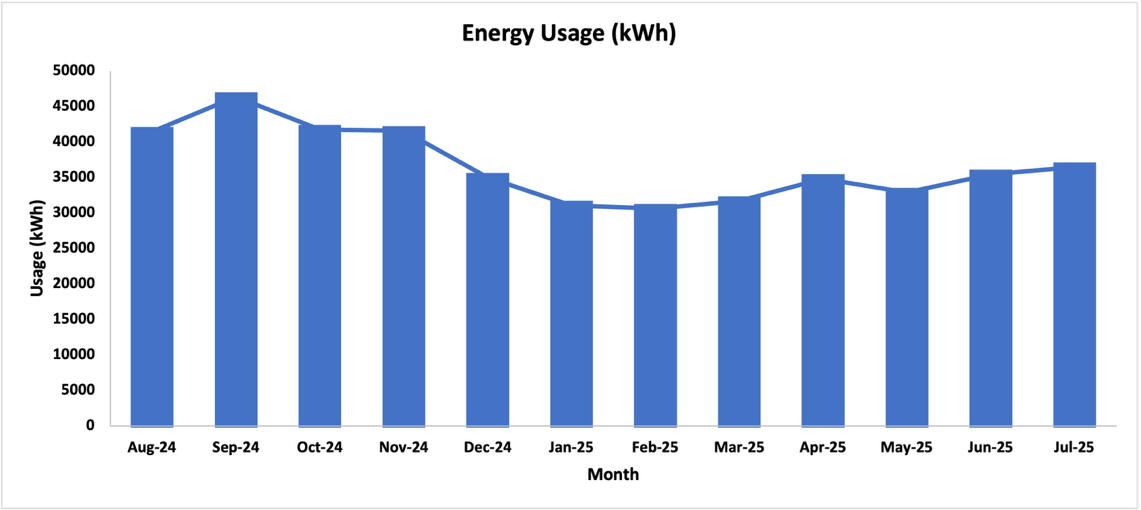 Energy Usage (kWh)
50000
45000
40000
35000
30000
25000
20000
15000
10000
5000
0
Usage (kWh)
Aug-24 Sep-24 Oct-24 Nov-24 Dec-24 Jan-25 Feb-25 Mar-25 Apr-25 May-25 Jun-25 Jul-25
Month